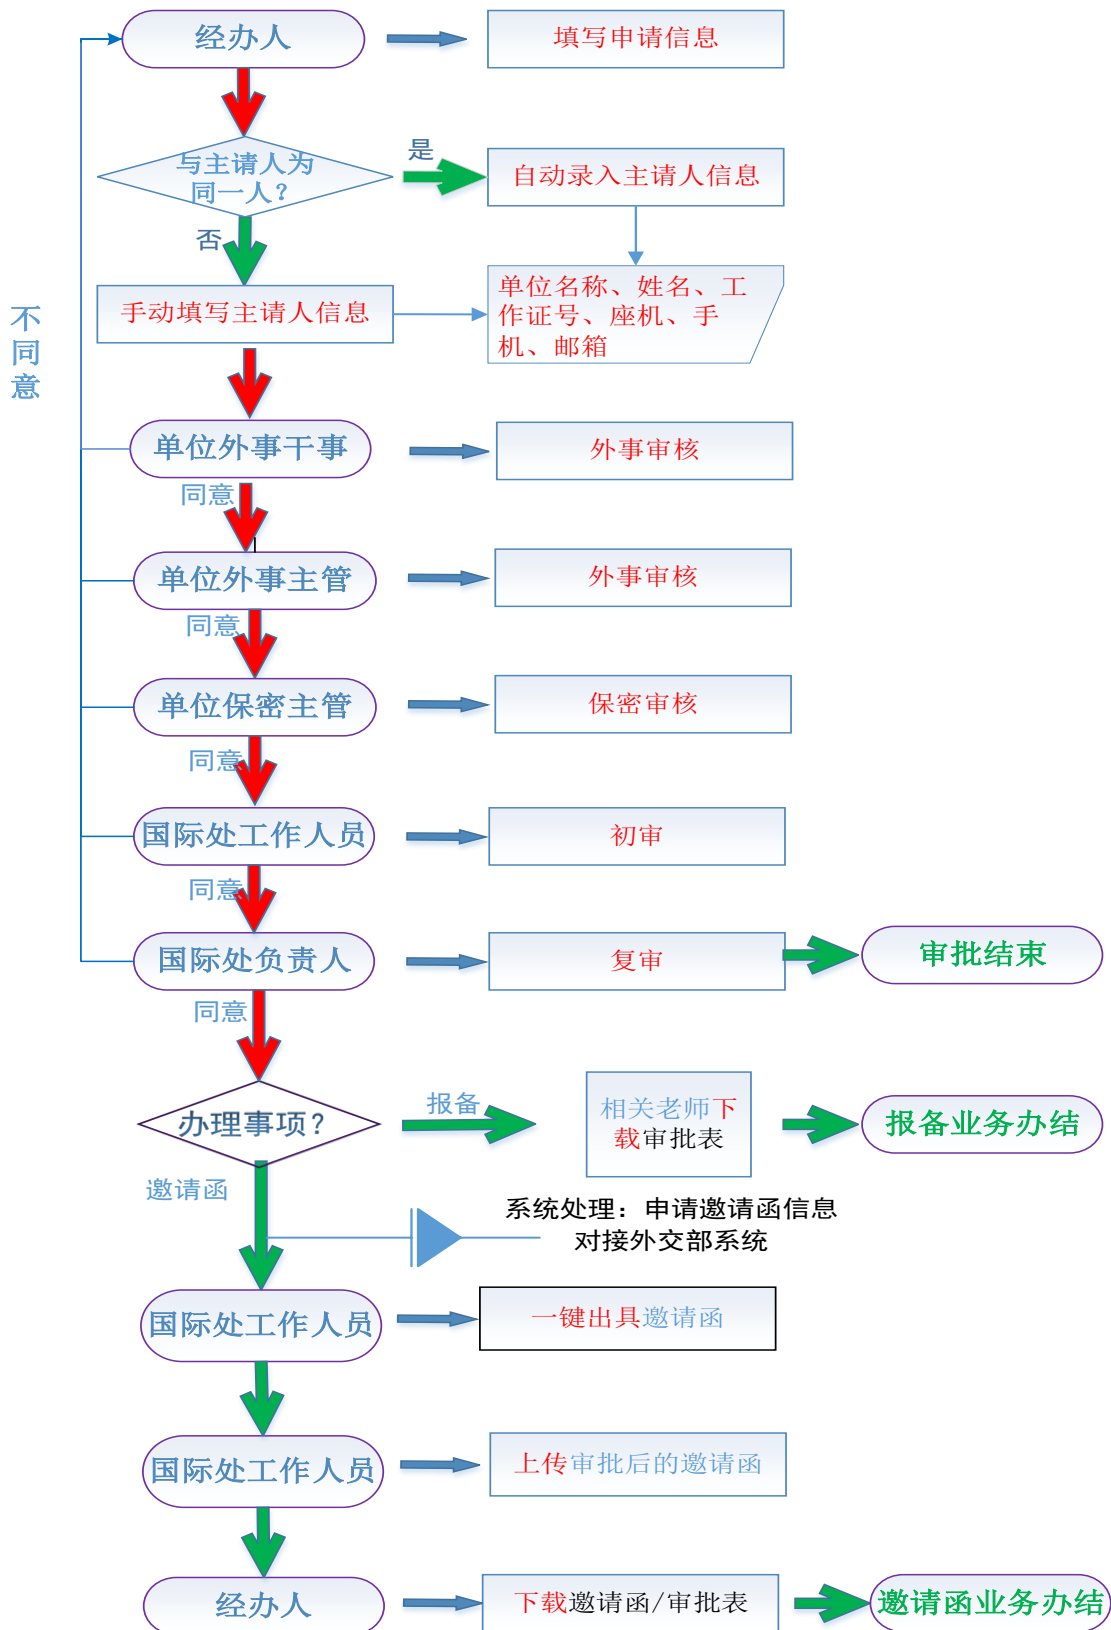 经办人
填写申请信息
与主请人为
同一人？
是
自动录入主请人信息
否
手动填写主请人信息
单位名称、姓名、工
作证号、座机、手
机、邮箱
不
同
意
单位外事干事
外事审核
同意
单位外事主管
外事审核
同意
单位保密主管
保密审核
同意
国际处工作人员
初审
同意
国际处负责人
复审
审批结束
同意
办理事项？
报备
相关老师下
载审批表
报备业务办结
邀请函
系统处理：申请邀请函信息
对接外交部系统
国际处工作人员
一键出具邀请函
国际处工作人员
上传审批后的邀请函
经办人
下载邀请函/审批表
邀请函业务办结